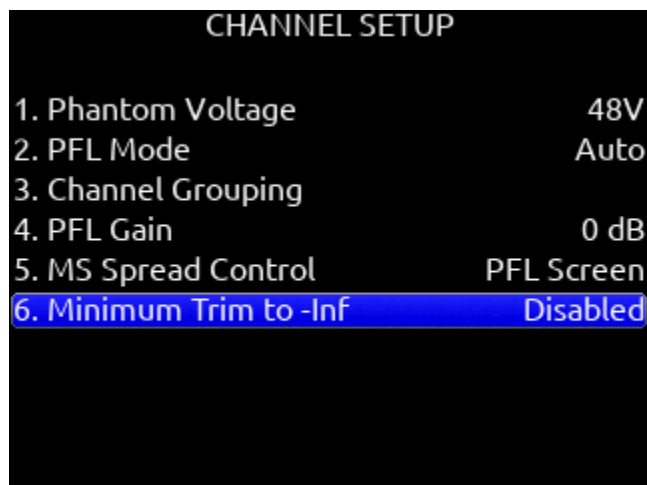 CHANNEL SETUP
1. Phantom Voltage 48V
2. PFL Mode Auto
3. Channel Grouping
4. PFL Gain 0 dB
5. MS Spread Control PFL Screen
6. Minimum Trim to -Inf Disabled